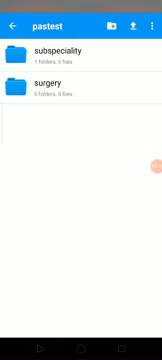 pastest
subspeciality
1 folders, 6 files
surgery
0 folders, 8 files